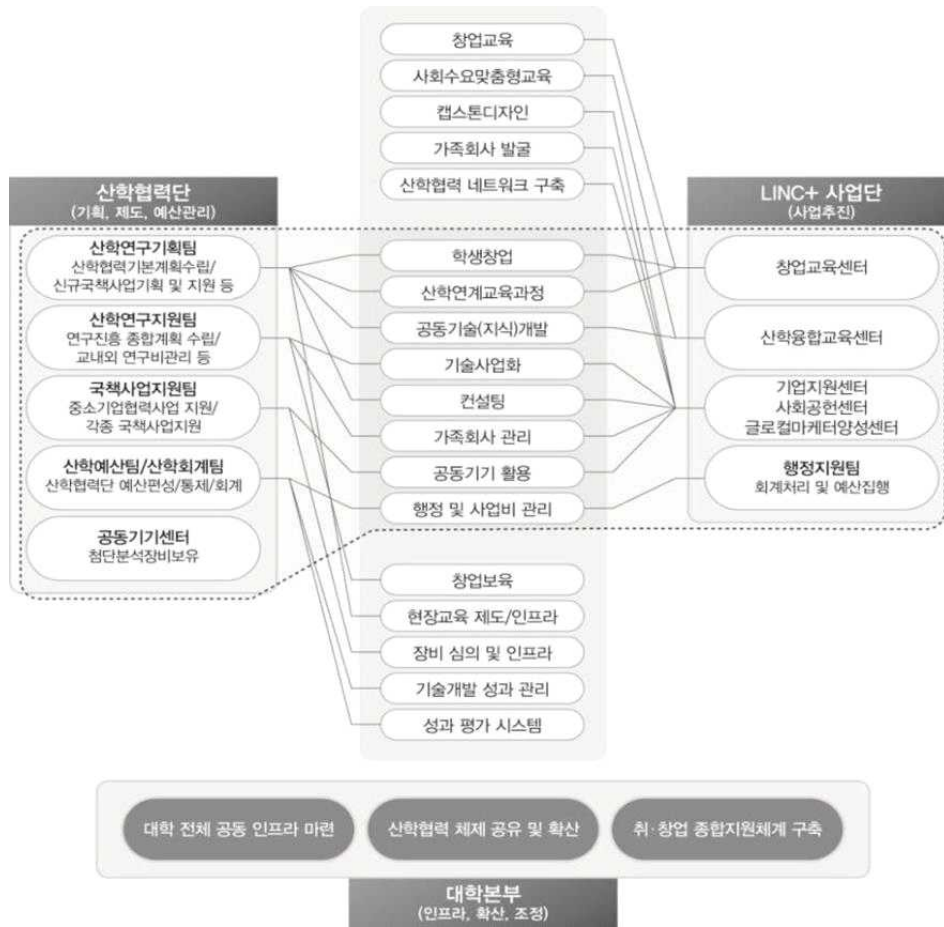 창업교육
사회수요맞춤형교육
캡스톤디자인
가족회사 발굴
산학협력 네트워크 구축
산학협력단
(기획, 제도, 예산관리)
산학연구기획팀
산학협력기본계획수립/
신규국책사업기획 및 지원 등
산학연구지원팀
연구진흥 종합계획 수립/
교내외 연구비관리 등
국책사업지원팀
중소기업협력사업 지원/
각종 국책사업지원
산학예산팀/산학회계팀
산학협력단 예산편성/통제/회계
공동기기센터
첨단분석장비보유
학생창업
산학연계교육과정
공동기술(지식)개발
기술사업화
컨설팅
가족회사 관리
공동기기 활용
행정 및 사업비 관리
LINC+ 사업단
(사업추진)
창업교육센터
산학융합교육센터
기업지원센터
사회공헌센터
글로컬마케터양성센터
행정지원팀
회계처리 및 예산집행
창업보육
현장교육 제도/인프라
장비 심의 및 인프라
기술개발 성과 관리
성과 평가 시스템
대학 전체 공동 인프라 마련
산학협력 체제 공유 및 확산
취·창업 종합지원체계 구축
대학본부
(인프라, 확산, 조정)